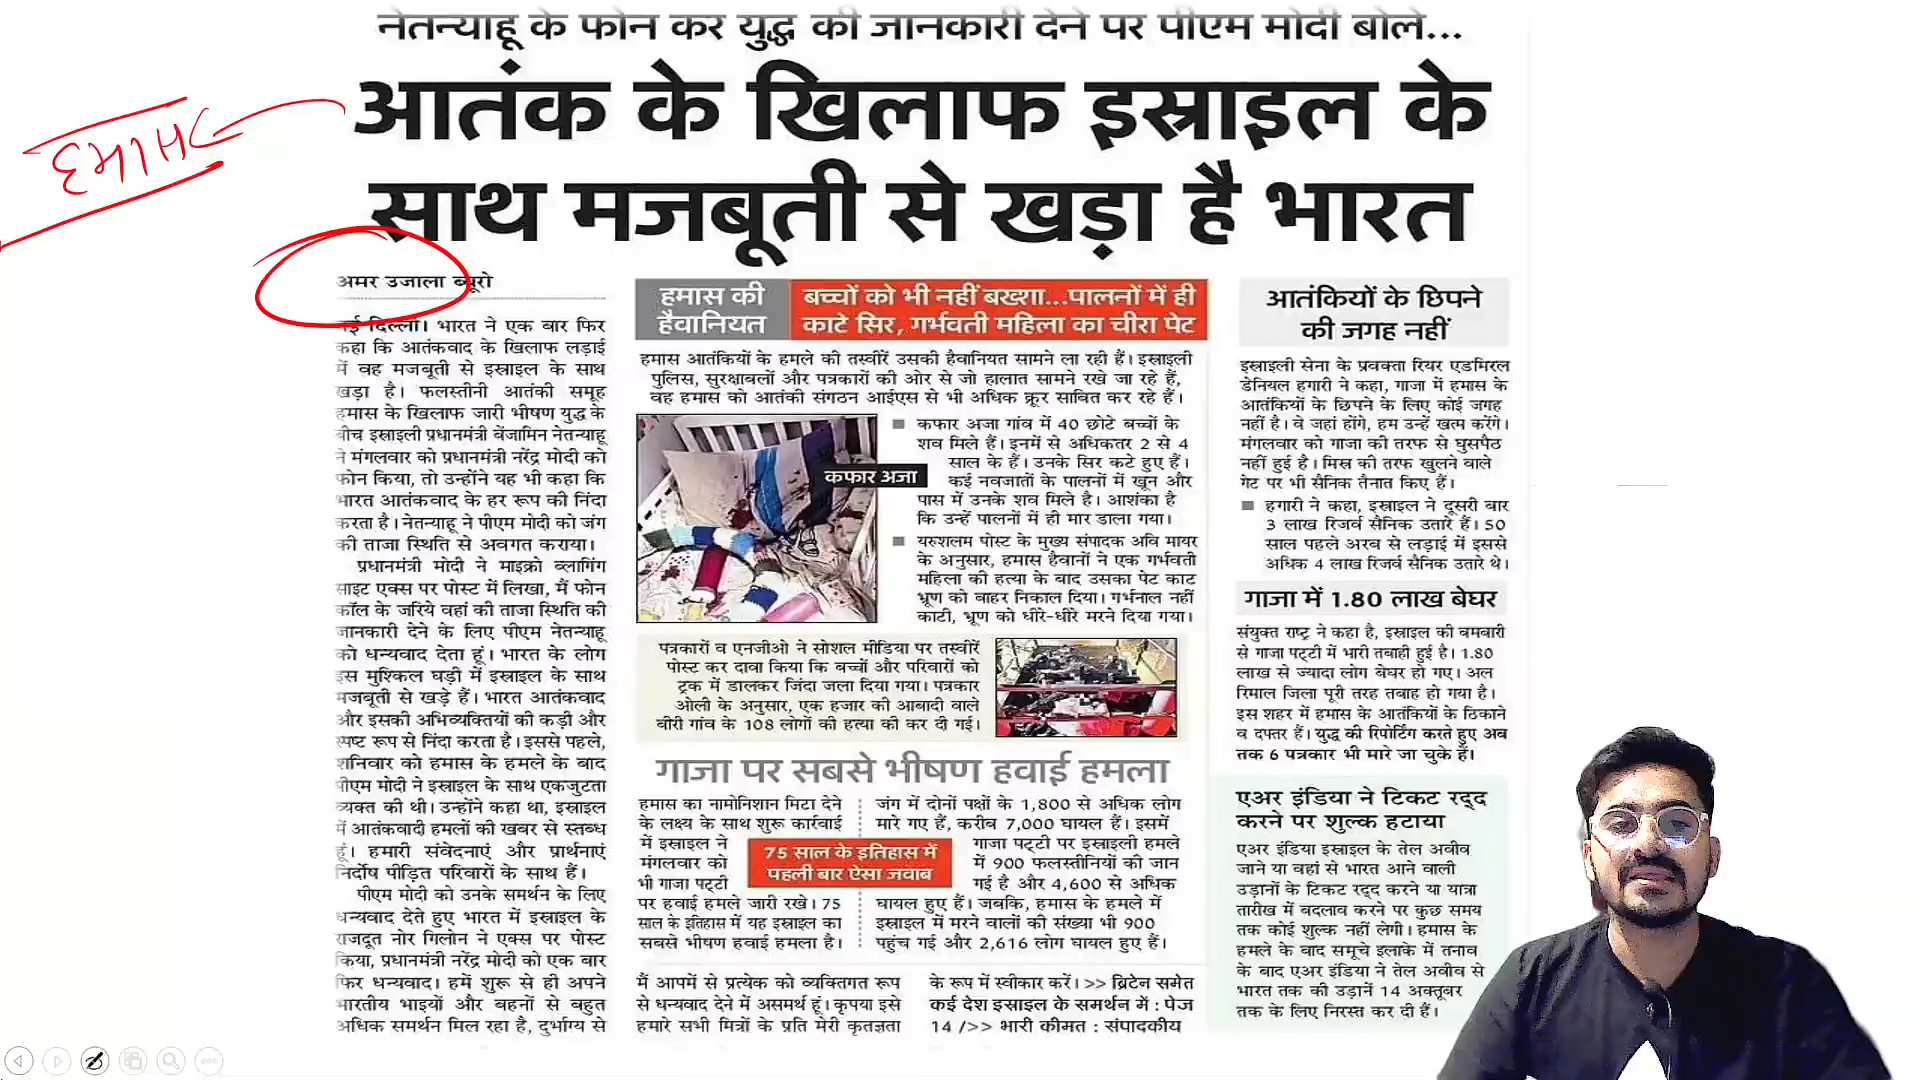 नेतन्याहू के फोन कर युद्ध की जानकारी देने पर पीएम मोदी बोले...
आतंक के खिलाफ इस्राइल के
साथ मजबूती से खड़ा है भारत
हमास
अमर उजाला ब्यूरो
नई दिल्ली। भारत ने एक बार फिर
कहा कि आतंकवाद के खिलाफ लड़ाई
में वह मजबूती से इस्राइल के साथ
खड़ा है। फलस्तीनी आतंकी समूह
हमास के खिलाफ जारी भीषण युद्ध के
बीच इस्राइली प्रधानमंत्री बेंजामिन नेतन्याहू
ने मंगलवार को प्रधानमंत्री नरेंद्र मोदी को
फोन किया, तो उन्होंने यह भी कहा कि
भारत आतंकवाद के हर रूप की निंदा
करता है। नेतन्याहू ने पीएम मोदी को जंग
की ताजा स्थिति से अवगत कराया।
प्रधानमंत्री मोदी ने माइक्रो ब्लागिंग
साइट एक्स पर पोस्ट में लिखा, मैं फोन
कॉल के जरिये वहां की ताजा स्थिति की
जानकारी देने के लिए पीएम नेतन्याहू
को धन्यवाद देता हूं। भारत के लोग
इस मुश्किल घड़ी में इस्राइल के साथ
मजबूती से खड़े हैं। भारत आतंकवाद
और इसकी अभिव्यक्तियों की कड़ी और
स्पष्ट रूप से निंदा करता है। इससे पहले,
शनिवार को हमास के हमले के बाद
पीएम मोदी ने इस्राइल के साथ एकजुटता
व्यक्त की थी। उन्होंने कहा था, इस्राइल
में आतंकवादी हमलों की खबर से स्तब्ध
हूं। हमारी संवेदनाएं और प्रार्थनाएं
निर्दोष पीड़ित परिवारों के साथ हैं।
पीएम मोदी को उनके समर्थन के लिए
धन्यवाद देते हुए भारत में इस्राइल के
राजदूत नोर गिलोन ने एक्स पर पोस्ट
किया, प्रधानमंत्री नरेंद्र मोदी को एक बार
फिर धन्यवाद। हमें शुरू से ही अपने
भारतीय भाइयों और बहनों से बहुत
अधिक समर्थन मिल रहा है, दुर्भाग्य से
हमास की
हैवानियत
बच्चों को भी नहीं बख्शा...पालनों में ही
काटे सिर, गर्भवती महिला का चीरा पेट
हमास आतंकियों के हमले की तस्वीरें उसकी हैवानियत सामने ला रही हैं। इस्राइली
पुलिस, सुरक्षाबलों और पत्रकारों की ओर से जो हालात सामने रखे जा रहे हैं,
वह हमास को आतंकी संगठन आईएस से भी अधिक क्रूर साबित कर रहे हैं।
कफार अजा
■ कफार अजा गांव में 40 छोटे बच्चों के
शव मिले हैं। इनमें से अधिकतर 2 से 4
साल के हैं। उनके सिर कटे हुए हैं।
कई नवजातों के पालनों में खून और
पास में उनके शव मिले है। आशंका है
कि उन्हें पालनों में ही मार डाला गया।
■ यरुशलम पोस्ट के मुख्य संपादक अवि मायर
के अनुसार, हमास हैवानों ने एक गर्भवती
महिला की हत्या के बाद उसका पेट काट
भ्रूण को बाहर निकाल दिया। गर्भनाल नहीं
काटी, भ्रूण को धीरे-धीरे मरने दिया गया।
पत्रकारों व एनजीओ ने सोशल मीडिया पर तस्वीरें
पोस्ट कर दावा किया कि बच्चों और परिवारों को
ट्रक में डालकर जिंदा जला दिया गया। पत्रकार
ओली के अनुसार, एक हजार की आबादी वाले
बीरी गांव के 108 लोगों की हत्या की कर दी गई।
गाजा पर सबसे भीषण हवाई हमला
हमास का नामोनिशान मिटा देने
के लक्ष्य के साथ शुरू कार्रवाई
में इस्राइल ने
मंगलवार को
भी गाजा पट्टी
पर हवाई हमले जारी रखे। 75
साल के इतिहास में यह इस्राइल का
सबसे भीषण हवाई हमला है।
75 साल के इतिहास में
पहली बार ऐसा जवाब
जंग में दोनों पक्षों के 1,800 से अधिक लोग
मारे गए हैं, करीब 7,000 घायल हैं। इसमें
गाजा पट्टी पर इस्राइली हमले
में 900 फलस्तीनियों की जान
गई है और 4,600 से अधिक
घायल हुए हैं। जबकि, हमास के हमले में
इस्राइल में मरने वालों की संख्या भी 900
पहुंच गई और 2,616 लोग घायल हुए हैं।
मैं आपमें से प्रत्येक को व्यक्तिगत रूप
से धन्यवाद देने में असमर्थ हूं। कृपया इसे
हमारे सभी मित्रों के प्रति मेरी कृतज्ञता
के रूप में स्वीकार करें। >> ब्रिटेन समेत
कई देश इस्राइल के समर्थन में : पेज
14 />> भारी कीमत : संपादकीय
आतंकियों के छिपने
की जगह नहीं
इस्राइली सेना के प्रवक्ता रियर एडमिरल
डेनियल हगारी ने कहा, गाजा में हमास के
आतंकियों के छिपने के लिए कोई जगह
नहीं है। वे जहां होंगे, हम उन्हें खत्म करेंगे।
मंगलवार को गाजा की तरफ से घुसपैठ
नहीं हुई है। मिस्र की तरफ खुलने वाले
गेट पर भी सैनिक तैनात किए हैं।
■ हगारी ने कहा, इस्राइल ने दूसरी बार
3 लाख रिजर्व सैनिक उतारे हैं। 50
साल पहले अरब से लड़ाई में इससे
अधिक 4 लाख रिजर्व सैनिक उतारे थे।
गाजा में 1.80 लाख बेघर
संयुक्त राष्ट्र ने कहा है, इस्राइल की बमबारी
से गाजा पट्टी में भारी तबाही हुई है। 1.80
लाख से ज्यादा लोग बेघर हो गए। अल
रिमाल जिला पूरी तरह तबाह हो गया है।
इस शहर में हमास के आतंकियों के ठिकाने
व दफ्तर हैं। युद्ध की रिपोर्टिंग करते हुए अब
तक 6 पत्रकार भी मारे जा चुके हैं।
एअर इंडिया ने टिकट रद्द
करने पर शुल्क हटाया
एअर इंडिया इस्राइल के तेल अवीव
जाने या वहां से भारत आने वाली
उड़ानों के टिकट रद्द करने या यात्रा
तारीख में बदलाव करने पर कुछ समय
तक कोई शुल्क नहीं लेगी। हमास के
हमले के बाद समूचे इलाके में तनाव
के बाद एअर इंडिया ने तेल अवीव से
भारत तक की उड़ानें 14 अक्तूबर
तक के लिए निरस्त कर दी हैं।